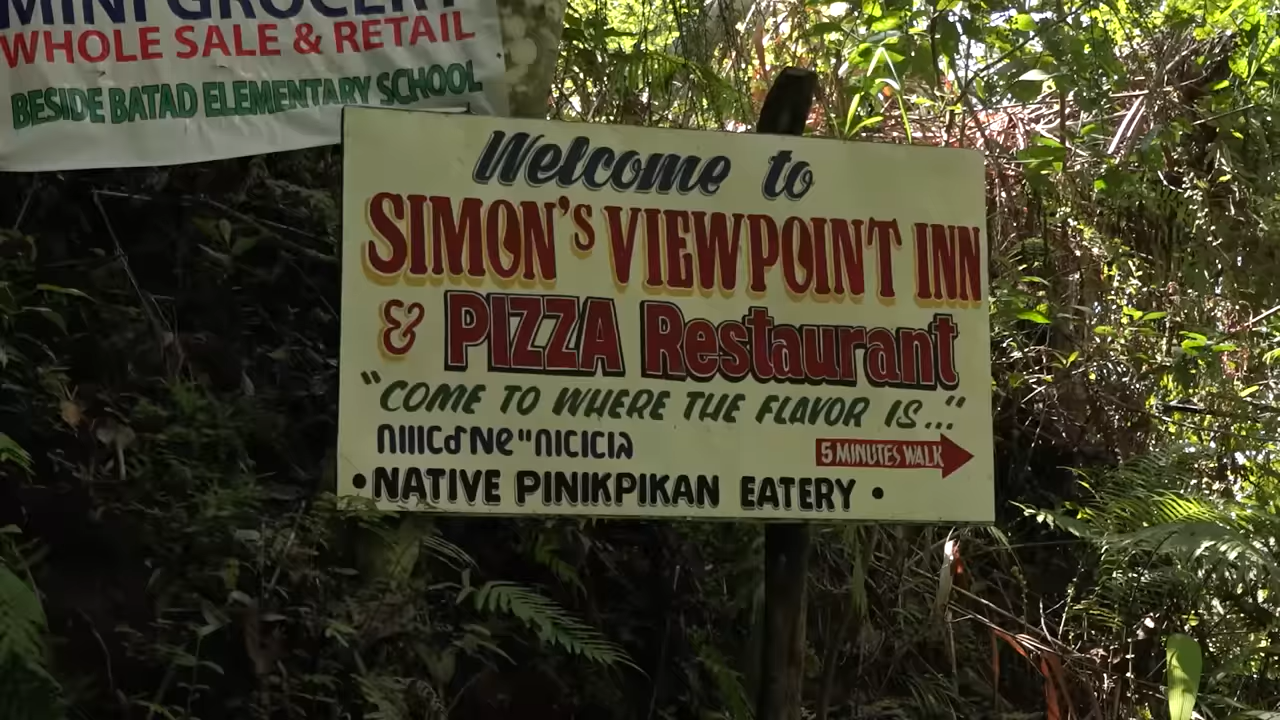 MINI GROCERY
WHOLE SALE & RETAIL
BESIDE BATAD ELEMENTARY SCHOOL
Welcome to
SIMON'S VIEWPOINT INN
& PIZZA Restaurant
"COME TO WHERE THE FLAVOR IS..."
5 MINUTES WALK
• NATIVE PINIKPIKAN EATERY •